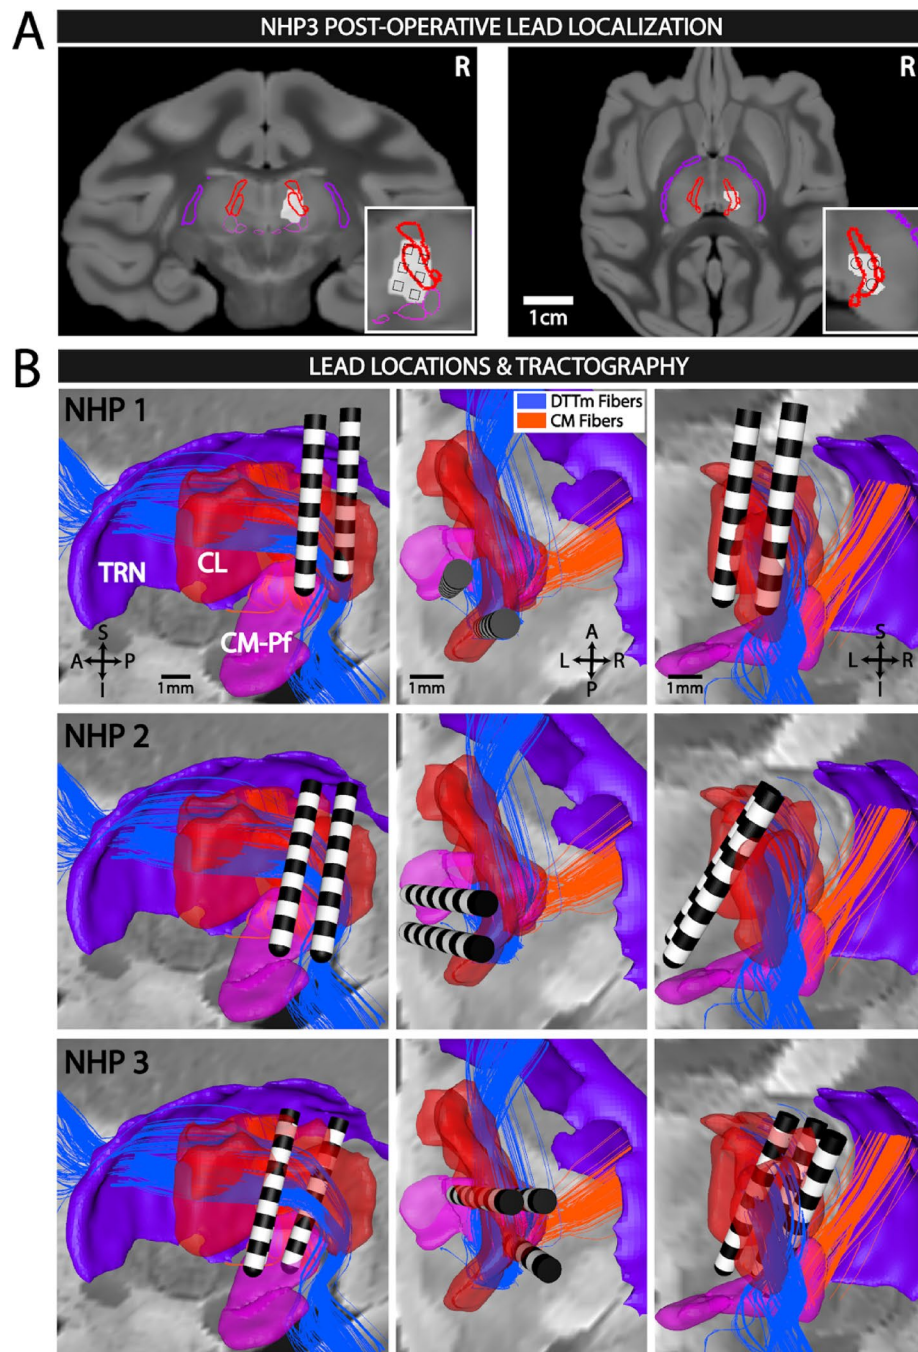 A
NHP3 POST-OPERATIVE LEAD LOCALIZATION
R
R
1cm
B
LEAD LOCATIONS & TRACTOGRAPHY
NHP 1
DTTm Fibers
CM Fibers
TRN
CL
CM-Pf
S
A P
I
1mm
1mm
A
L R
P
1mm
S
L R
I
NHP 2
NHP 3